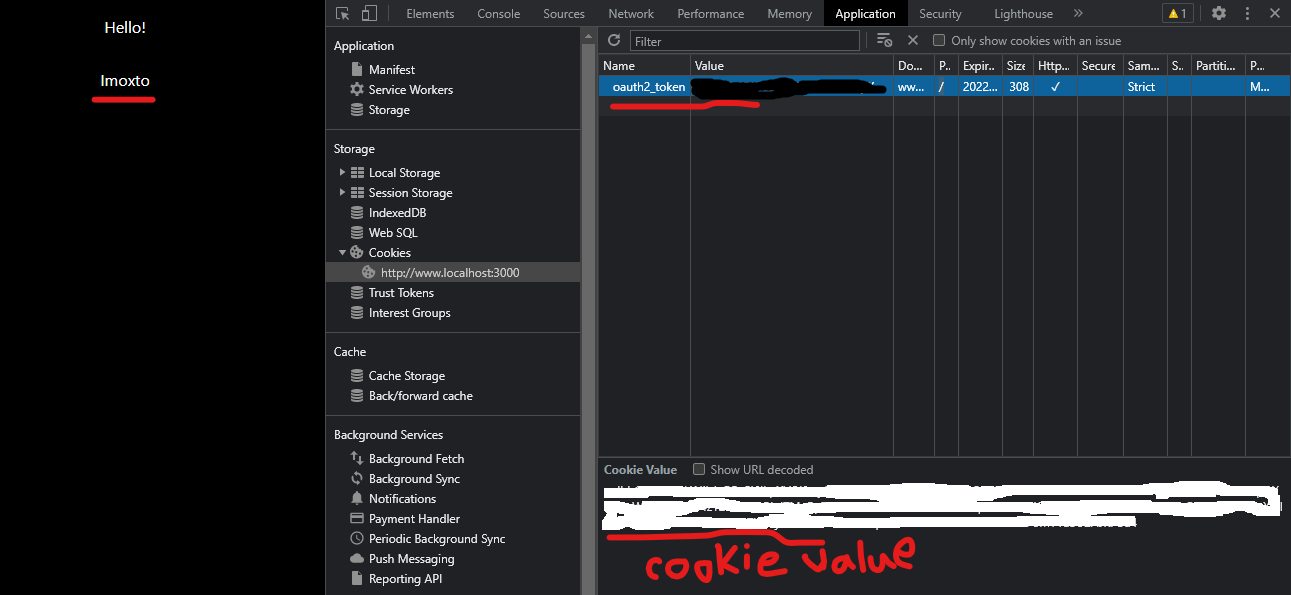 Hello!
Imoxto
Elements Console Sources Network Performance Memory Application Security Lighthouse » 1
Application
Manifest
Service Workers
Storage
Storage
Local Storage
Session Storage
IndexedDB
Web SQL
Cookies
http://www.localhost:3000
Trust Tokens
Interest Groups
Cache
Cache Storage
Back/forward cache
Background Services
Background Fetch
Background Sync
Notifications
Payment Handler
Periodic Background Sync
Push Messaging
Reporting API
Filter Only show cookies with an issue
Name Value Do... P.. Expir... Size Http... Secure Sam... S.. Partiti... P...
oauth2_token ww... / 2022... 308 ✓ Strict M...
Cookie Value Show URL decoded
cookie value